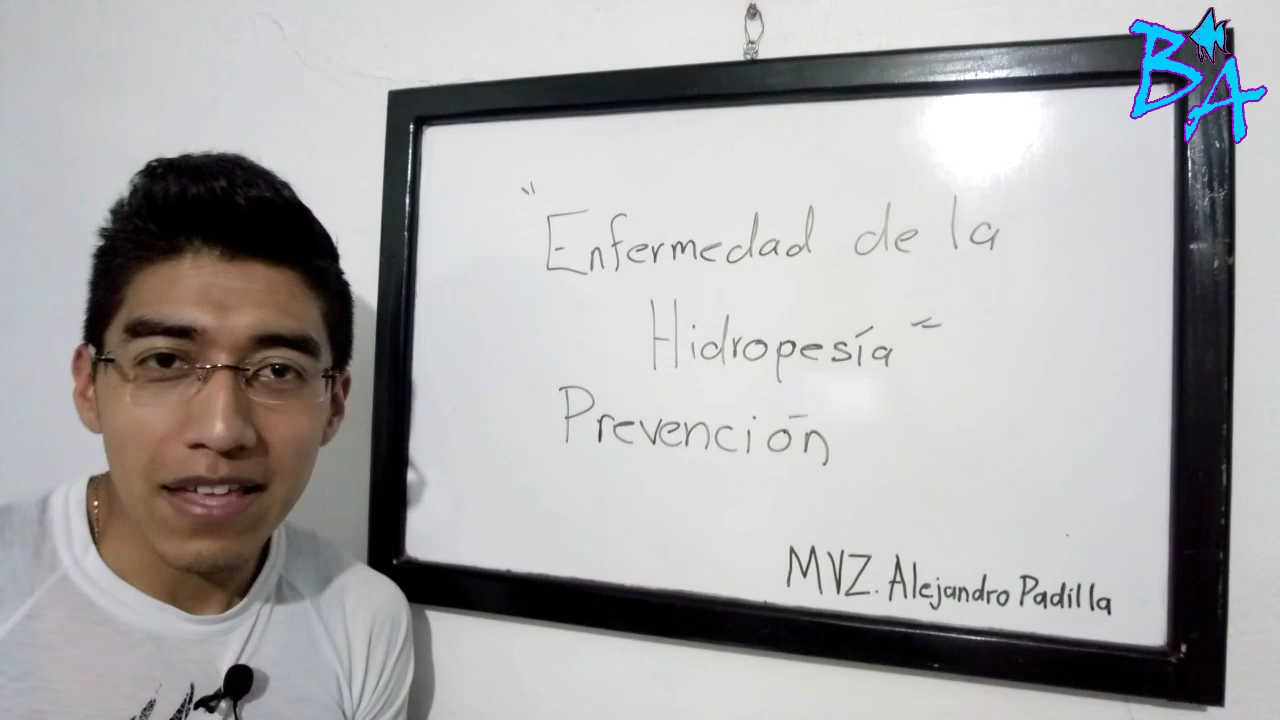 BA
"Enfermedad de la
Hidropesía"
Prevención
MVZ. Alejandro Padilla